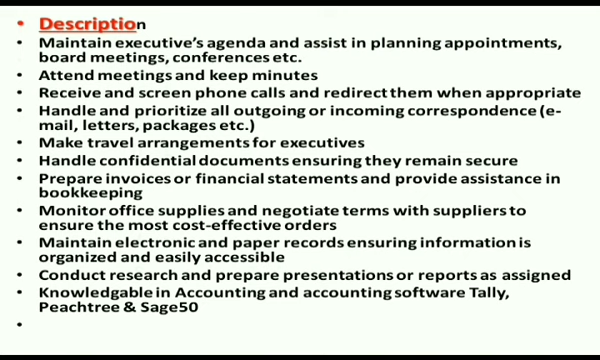 • Description
• Maintain executive's agenda and assist in planning appointments,
board meetings, conferences etc.
• Attend meetings and keep minutes
• Receive and screen phone calls and redirect them when appropriate
• Handle and prioritize all outgoing or incoming correspondence (e-
mail, letters, packages etc.)
• Make travel arrangements for executives
• Handle confidential documents ensuring they remain secure
• Prepare invoices or financial statements and provide assistance in
bookkeeping
• Monitor office supplies and negotiate terms with suppliers to
ensure the most cost-effective orders
• Maintain electronic and paper records ensuring information is
organized and easily accessible
• Conduct research and prepare presentations or reports as assigned
• Knowledgable in Accounting and accounting software Tally,
Peachtree & Sage50
•